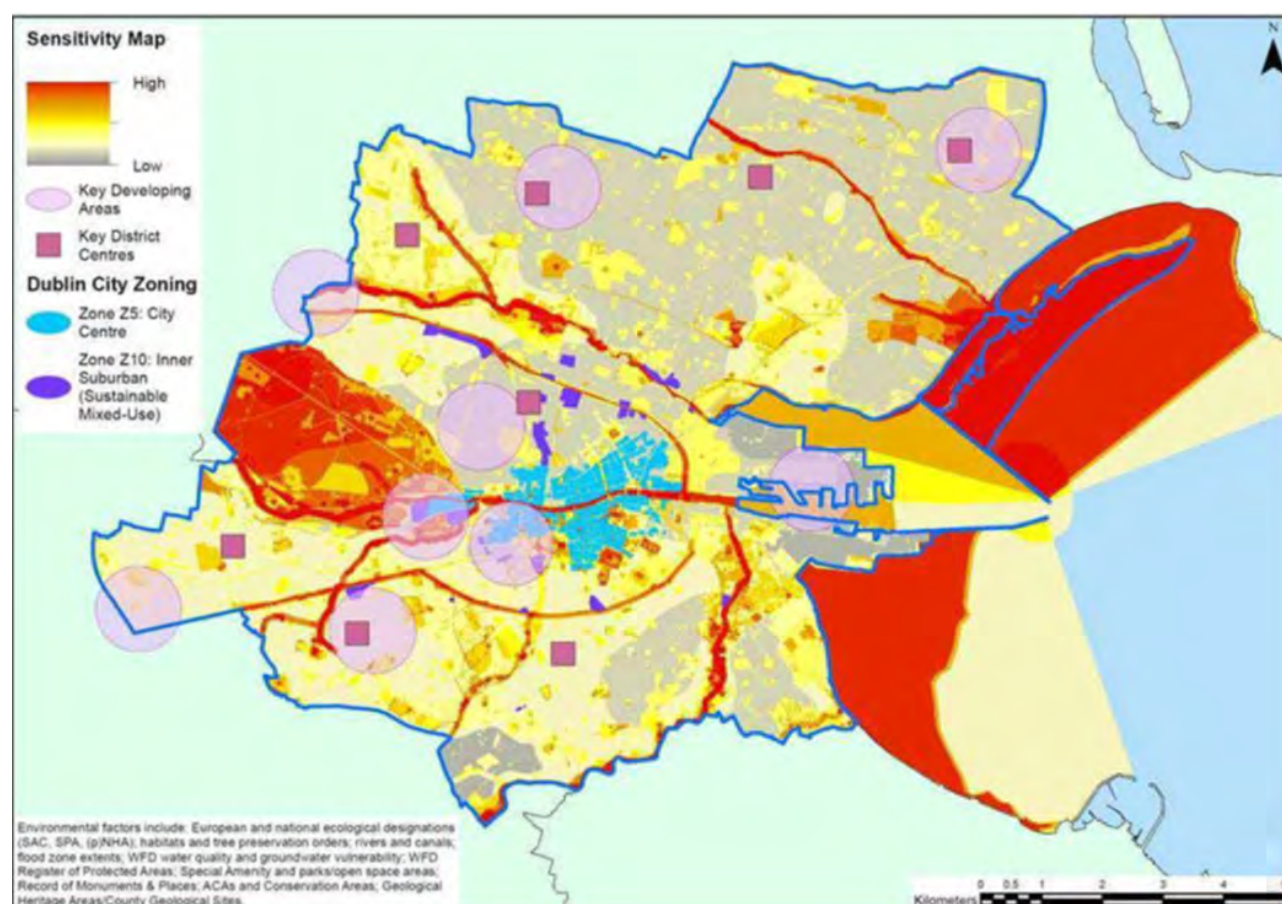 Sensitivity Map
High
Low
Key Developing
Areas
Key District
Centres
Dublin City Zoning
Zone Z5: City
Centre
Zone Z10: Inner
Suburban
(Sustainable
Mixed-Use)
N
Environmental factors include: European and national ecological designations
(SAC, SPA, (p)NHA); habitats and tree preservation orders; rivers and canals;
flood zone extents; WFD water quality and groundwater vulnerability; WFD
Register of Protected Areas; Special Amenity and parks/open space areas;
Record of Monuments & Places; ACAs and Conservation Areas; Geological
Heritage Areas/County Geological Sites.
0 0.5 1 2 3 4
Kilometers